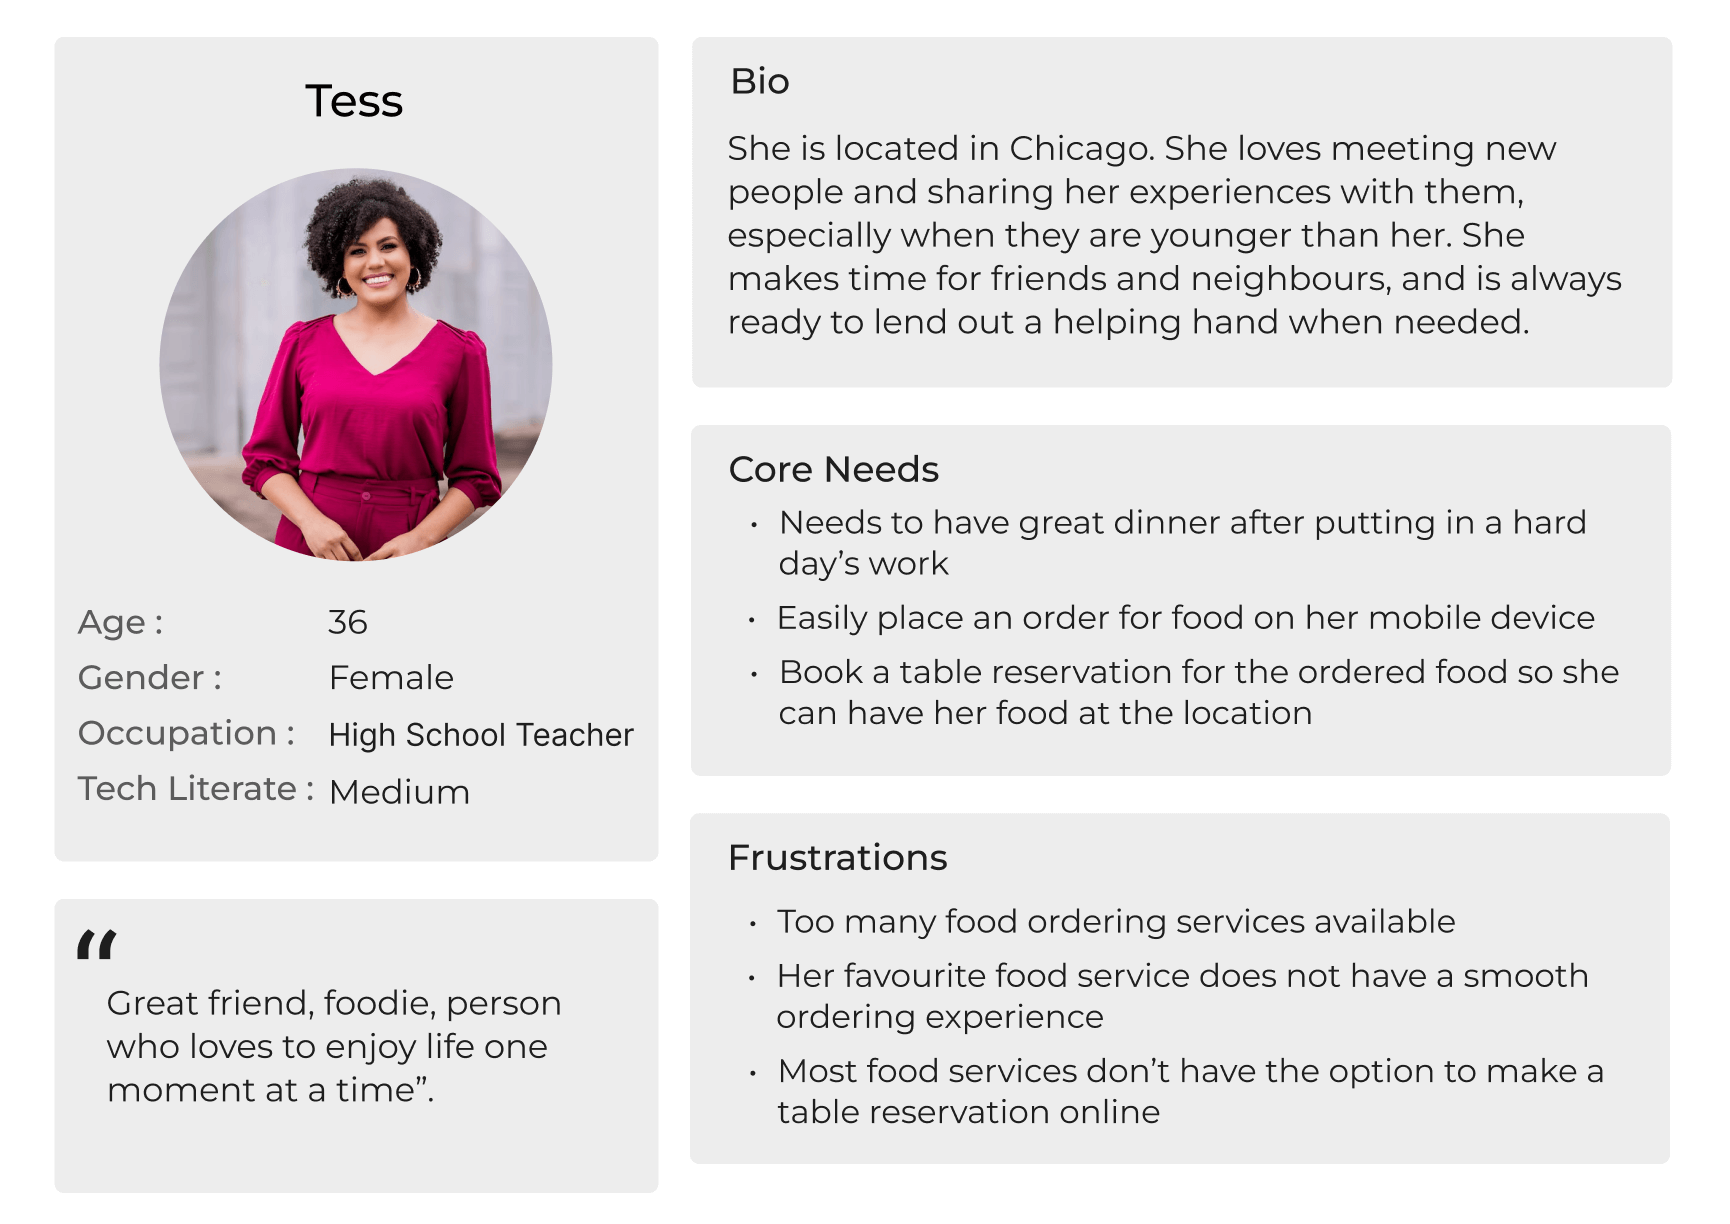 Tess
Age : 36
Gender : Female
Occupation : High School Teacher
Tech Literate : Medium
“
Great friend, foodie, person
who loves to enjoy life one
moment at a time”.
Bio
She is located in Chicago. She loves meeting new
people and sharing her experiences with them,
especially when they are younger than her. She
makes time for friends and neighbours, and is always
ready to lend out a helping hand when needed.
Core Needs
• Needs to have great dinner after putting in a hard
day’s work
• Easily place an order for food on her mobile device
• Book a table reservation for the ordered food so she
can have her food at the location
Frustrations
• Too many food ordering services available
• Her favourite food service does not have a smooth
ordering experience
• Most food services don’t have the option to make a
table reservation online